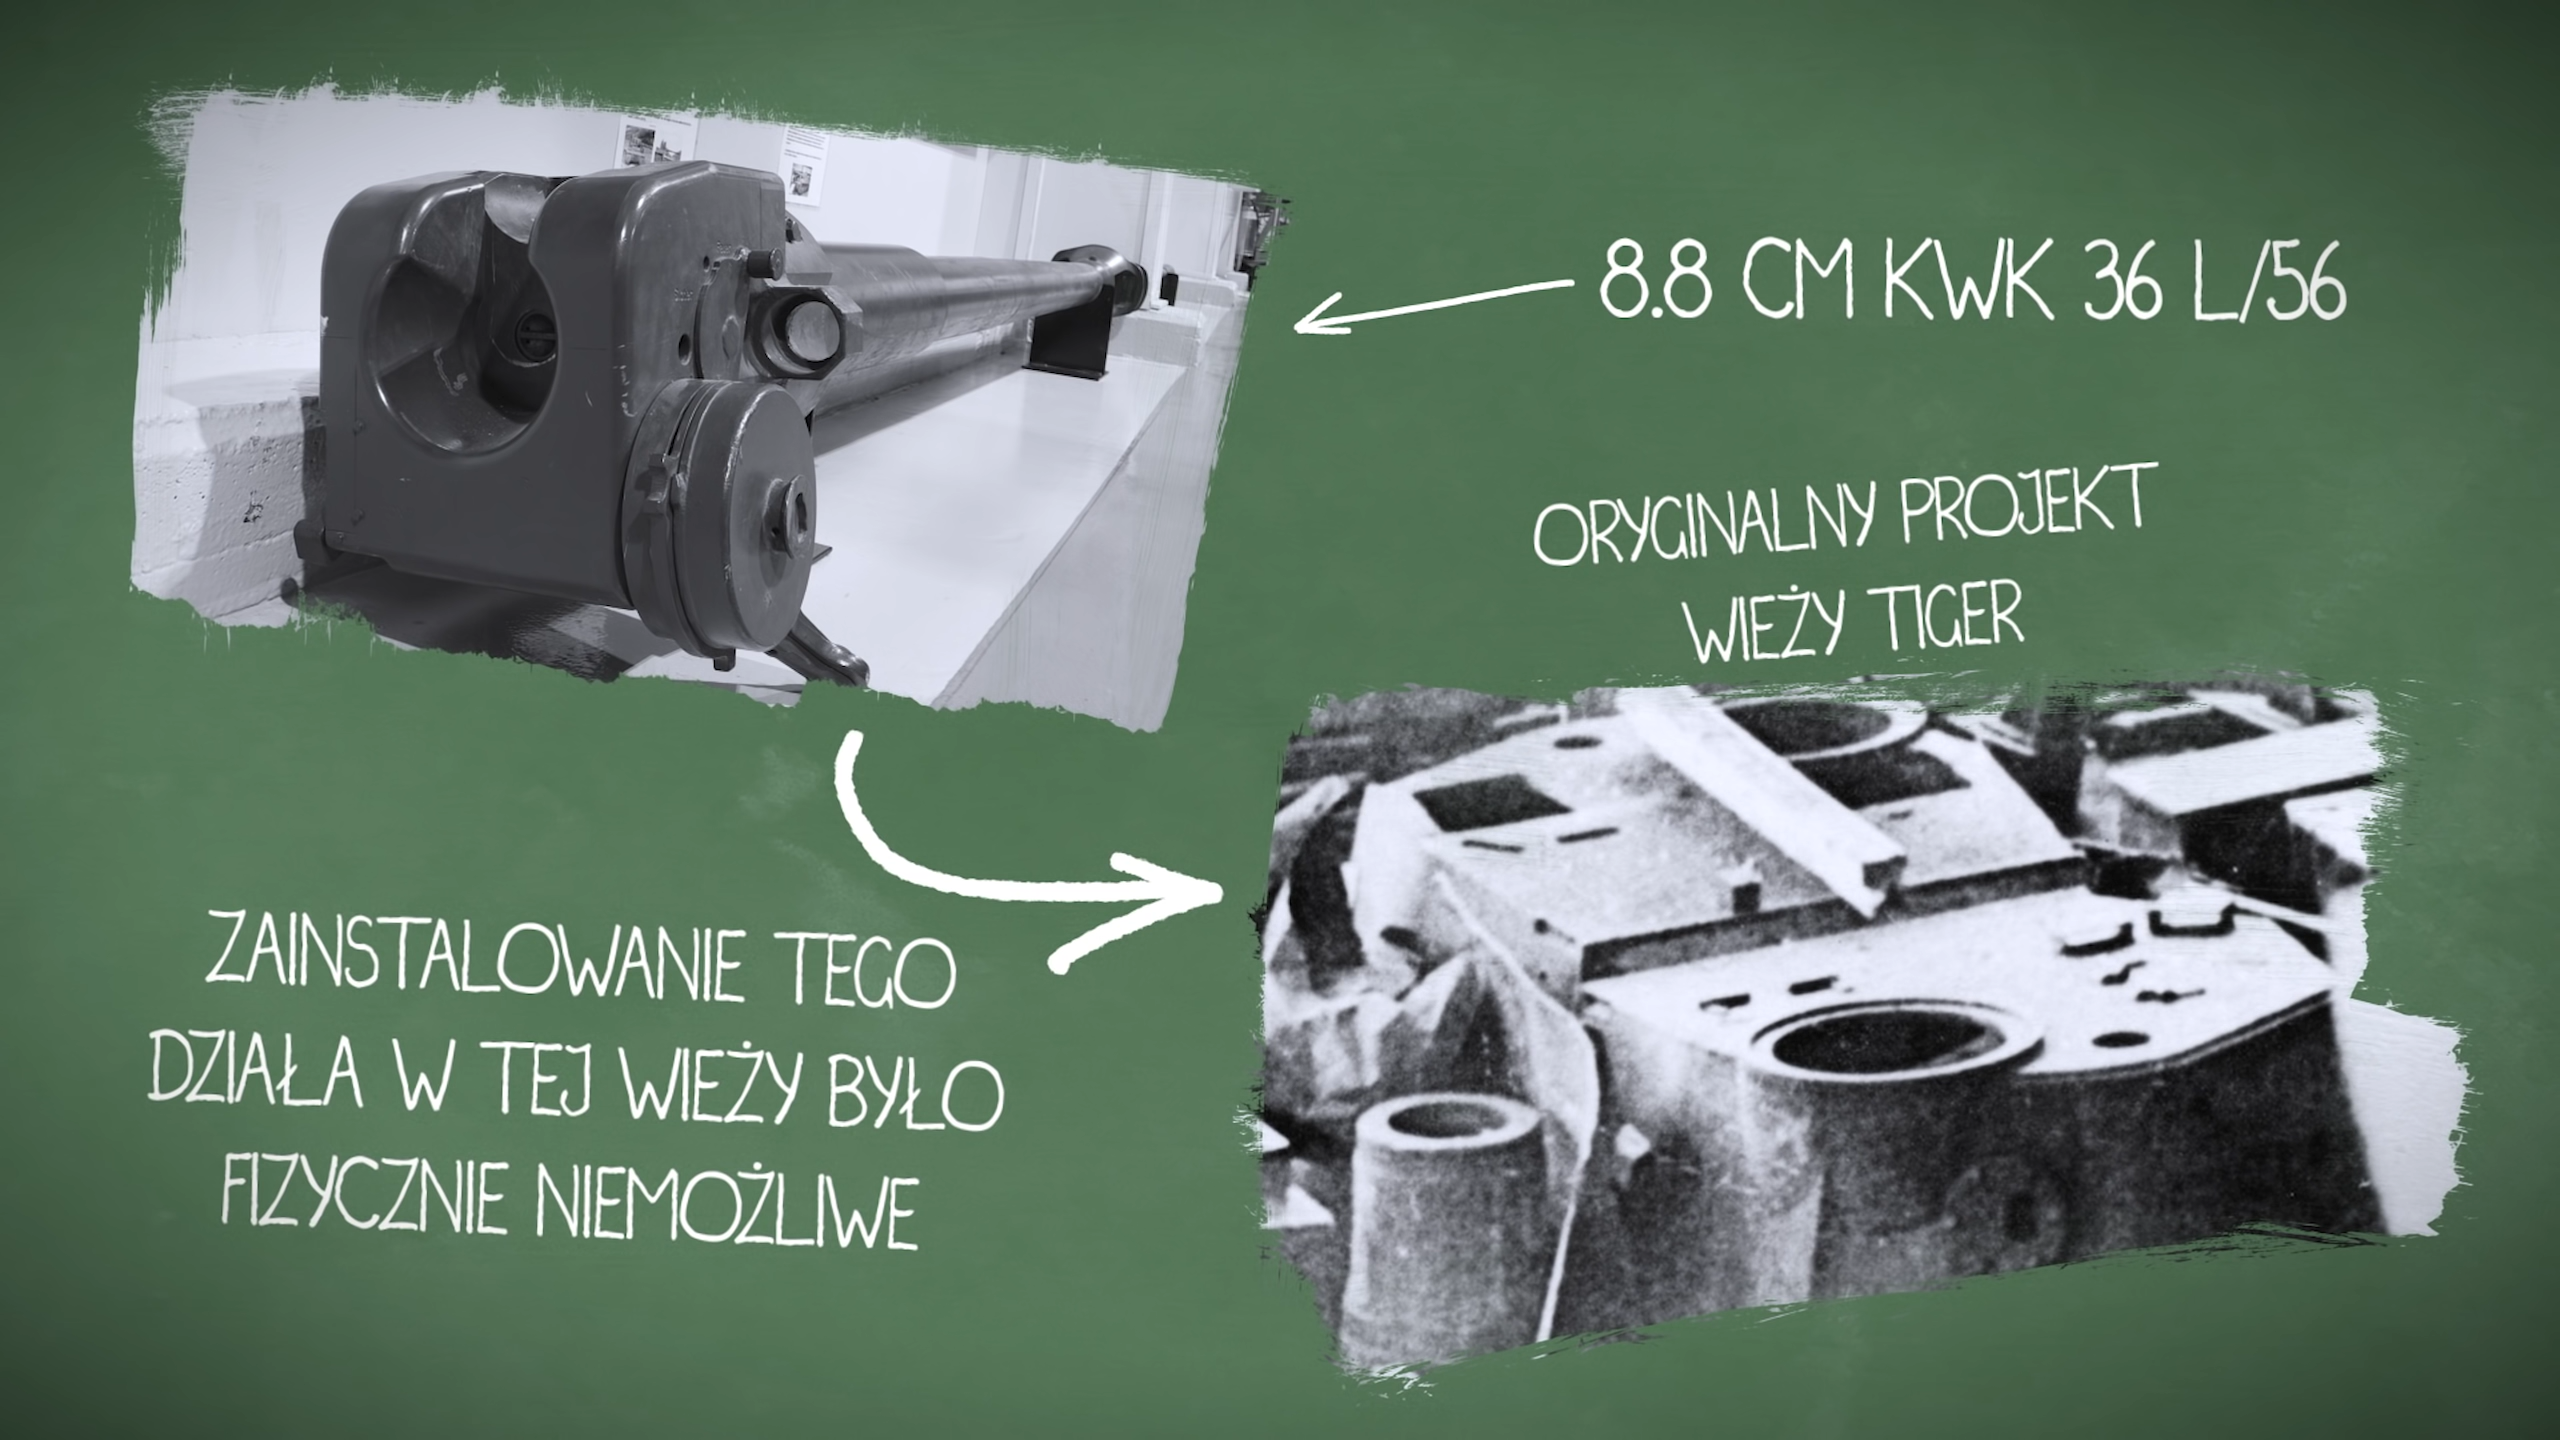 8.8 CM KWK 36 L/56
ORYGINALNY PROJEKT
WIEŻY TIGER
ZAINSTALOWANIE TEGO
DZIAŁA W TEJ WIEŻY BYŁO
FIZYCZNIE NIEMOŻLIWE